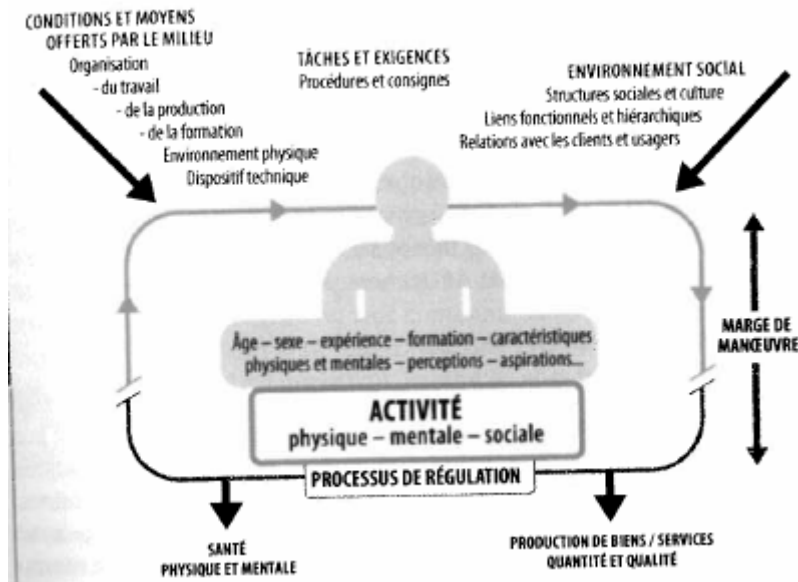 CONDITIONS ET MOYENS
OFFERTS PAR LE MILIEU
Organisation
- du travail
- de la production
- de la formation
Environnement physique
Dispositif technique
TÂCHES ET EXIGENCES
Procédures et consignes
ENVIRONNEMENT SOCIAL
Structures sociales et culture
Liens fonctionnels et hiérarchiques
Relations avec les clients et usagers
MARGE DE
MANŒUVRE
Âge – sexe – expérience – formation – caractéristiques
physiques et mentales – perceptions – aspirations...
ACTIVITÉ
physique – mentale – sociale
PROCESSUS DE RÉGULATION
SANTÉ
PHYSIQUE ET MENTALE
PRODUCTION DE BIENS / SERVICES
QUANTITÉ ET QUALITÉ